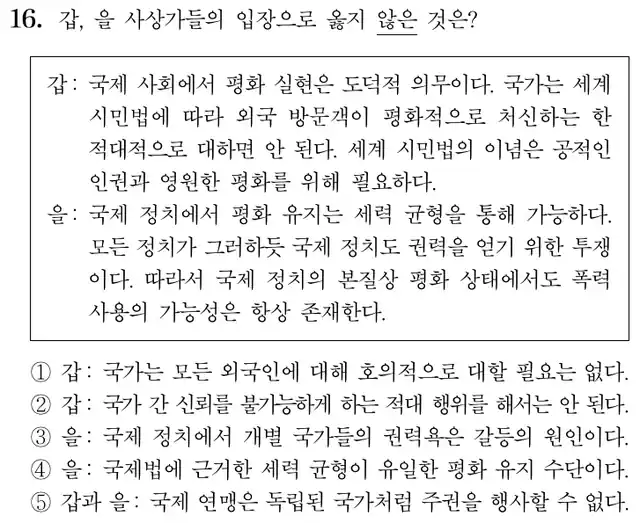 16. 갑, 을 사상가들의 입장으로 옳지 않은 것은?
갑: 국제 사회에서 평화 실현은 도덕적 의무이다. 국가는 세계
시민법에 따라 외국 방문객이 평화적으로 처신하는 한
적대적으로 대하면 안 된다. 세계 시민법의 이념은 공적인
인권과 영원한 평화를 위해 필요하다.
을: 국제 정치에서 평화 유지는 세력 균형을 통해 가능하다.
모든 정치가 그러하듯 국제 정치도 권력을 얻기 위한 투쟁
이다. 따라서 국제 정치의 본질상 평화 상태에서도 폭력
사용의 가능성은 항상 존재한다.
① 갑: 국가는 모든 외국인에 대해 호의적으로 대할 필요는 없다.
② 갑: 국가 간 신뢰를 불가능하게 하는 적대 행위를 해서는 안 된다.
③ 을: 국제 정치에서 개별 국가들의 권력욕은 갈등의 원인이다.
④ 을: 국제법에 근거한 세력 균형이 유일한 평화 유지 수단이다.
⑤ 갑과 을: 국제 연맹은 독립된 국가처럼 주권을 행사할 수 없다.